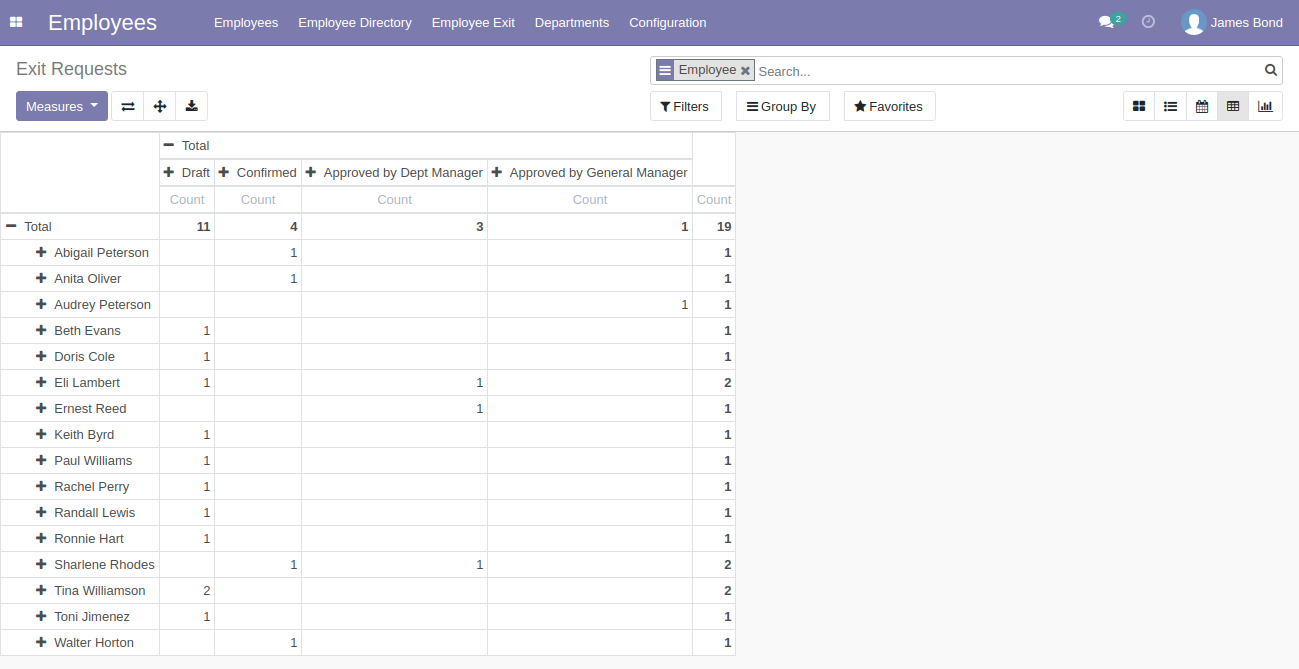 Employees Employees Employee Directory Employee Exit Departments Configuration 2 James Bond
Exit Requests Employee Search...
Measures Filters Group By Favorites
Total
Draft Confirmed Approved by Dept Manager Approved by General Manager
Count Count Count Count Count
Total 11 4 3 1 19
Abigail Peterson 1 1
Anita Oliver 1 1
Audrey Peterson 1 1
Beth Evans 1 1
Doris Cole 1 1
Eli Lambert 1 1 2
Ernest Reed 1 1
Keith Byrd 1 1
Paul Williams 1 1
Rachel Perry 1 1
Randall Lewis 1 1
Ronnie Hart 1 1
Sharlene Rhodes 1 1 2
Tina Williamson 2 2
Toni Jimenez 1 1
Walter Horton 1 1